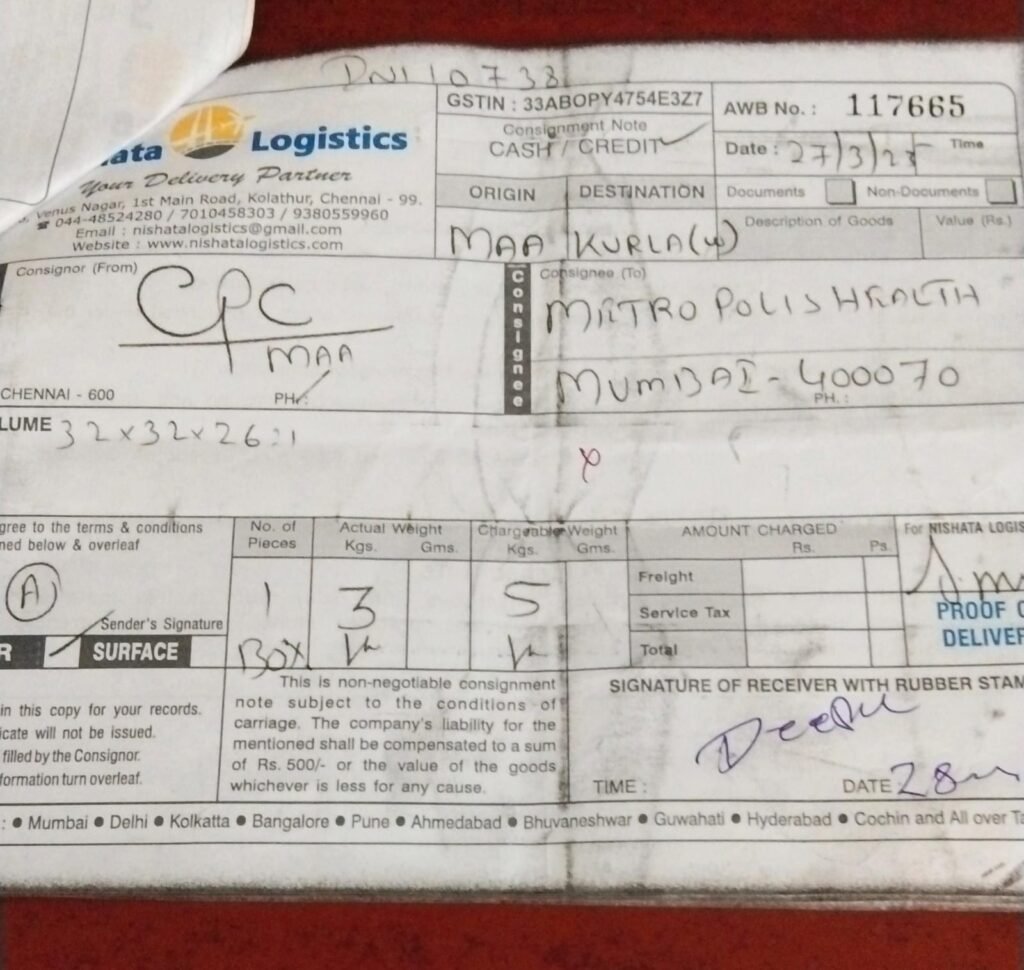 DNI 10738
GSTIN : 33ABOPY4754E3Z7
AWB No. : 117665
ata Logistics
Your Delivery Partner
Consignment Note
CASH / CREDIT
Date : 27/3/25 Time
Venus Nagar, 1st Main Road, Kolathur, Chennai - 99.
044-48524280 / 7010458303 / 9380559960
Email : nishatalogistics@gmail.com
Website : www.nishatalogistics.com
ORIGIN DESTINATION
Documents Non-Documents
MAA KURLA(W)
Description of Goods Value (Rs.)
Consignor (From)
CPC
MAA
CHENNAI - 600 PH.:
Consignee
Consignee (To)
METROPOLIS HEALTH
MUMBAI - 400070
PH. :
LUME 32x32x26:1
gree to the terms & conditions
ned below & overleaf
A
Sender's Signature
R SURFACE
No. of Pieces
Actual Weight
Kgs. Gms.
Chargeable Weight
Kgs. Gms.
AMOUNT CHARGED
Rs. Ps.
1 3 5
BOX
Freight
Service Tax
Total
For NISHATA LOGIS
PROOF O
DELIVER
in this copy for your records.
icate will not be issued.
filled by the Consignor.
formation turn overleaf.
This is non-negotiable consignment
note subject to the conditions of
carriage. The company's liability for the
mentioned shall be compensated to a sum
of Rs. 500/- or the value of the goods
whichever is less for any cause.
SIGNATURE OF RECEIVER WITH RUBBER STAM
TIME : DATE 28
: ● Mumbai ● Delhi ● Kolkatta ● Bangalore ● Pune ● Ahmedabad ● Bhuvaneshwar ● Guwahati ● Hyderabad ● Cochin and All over Ta